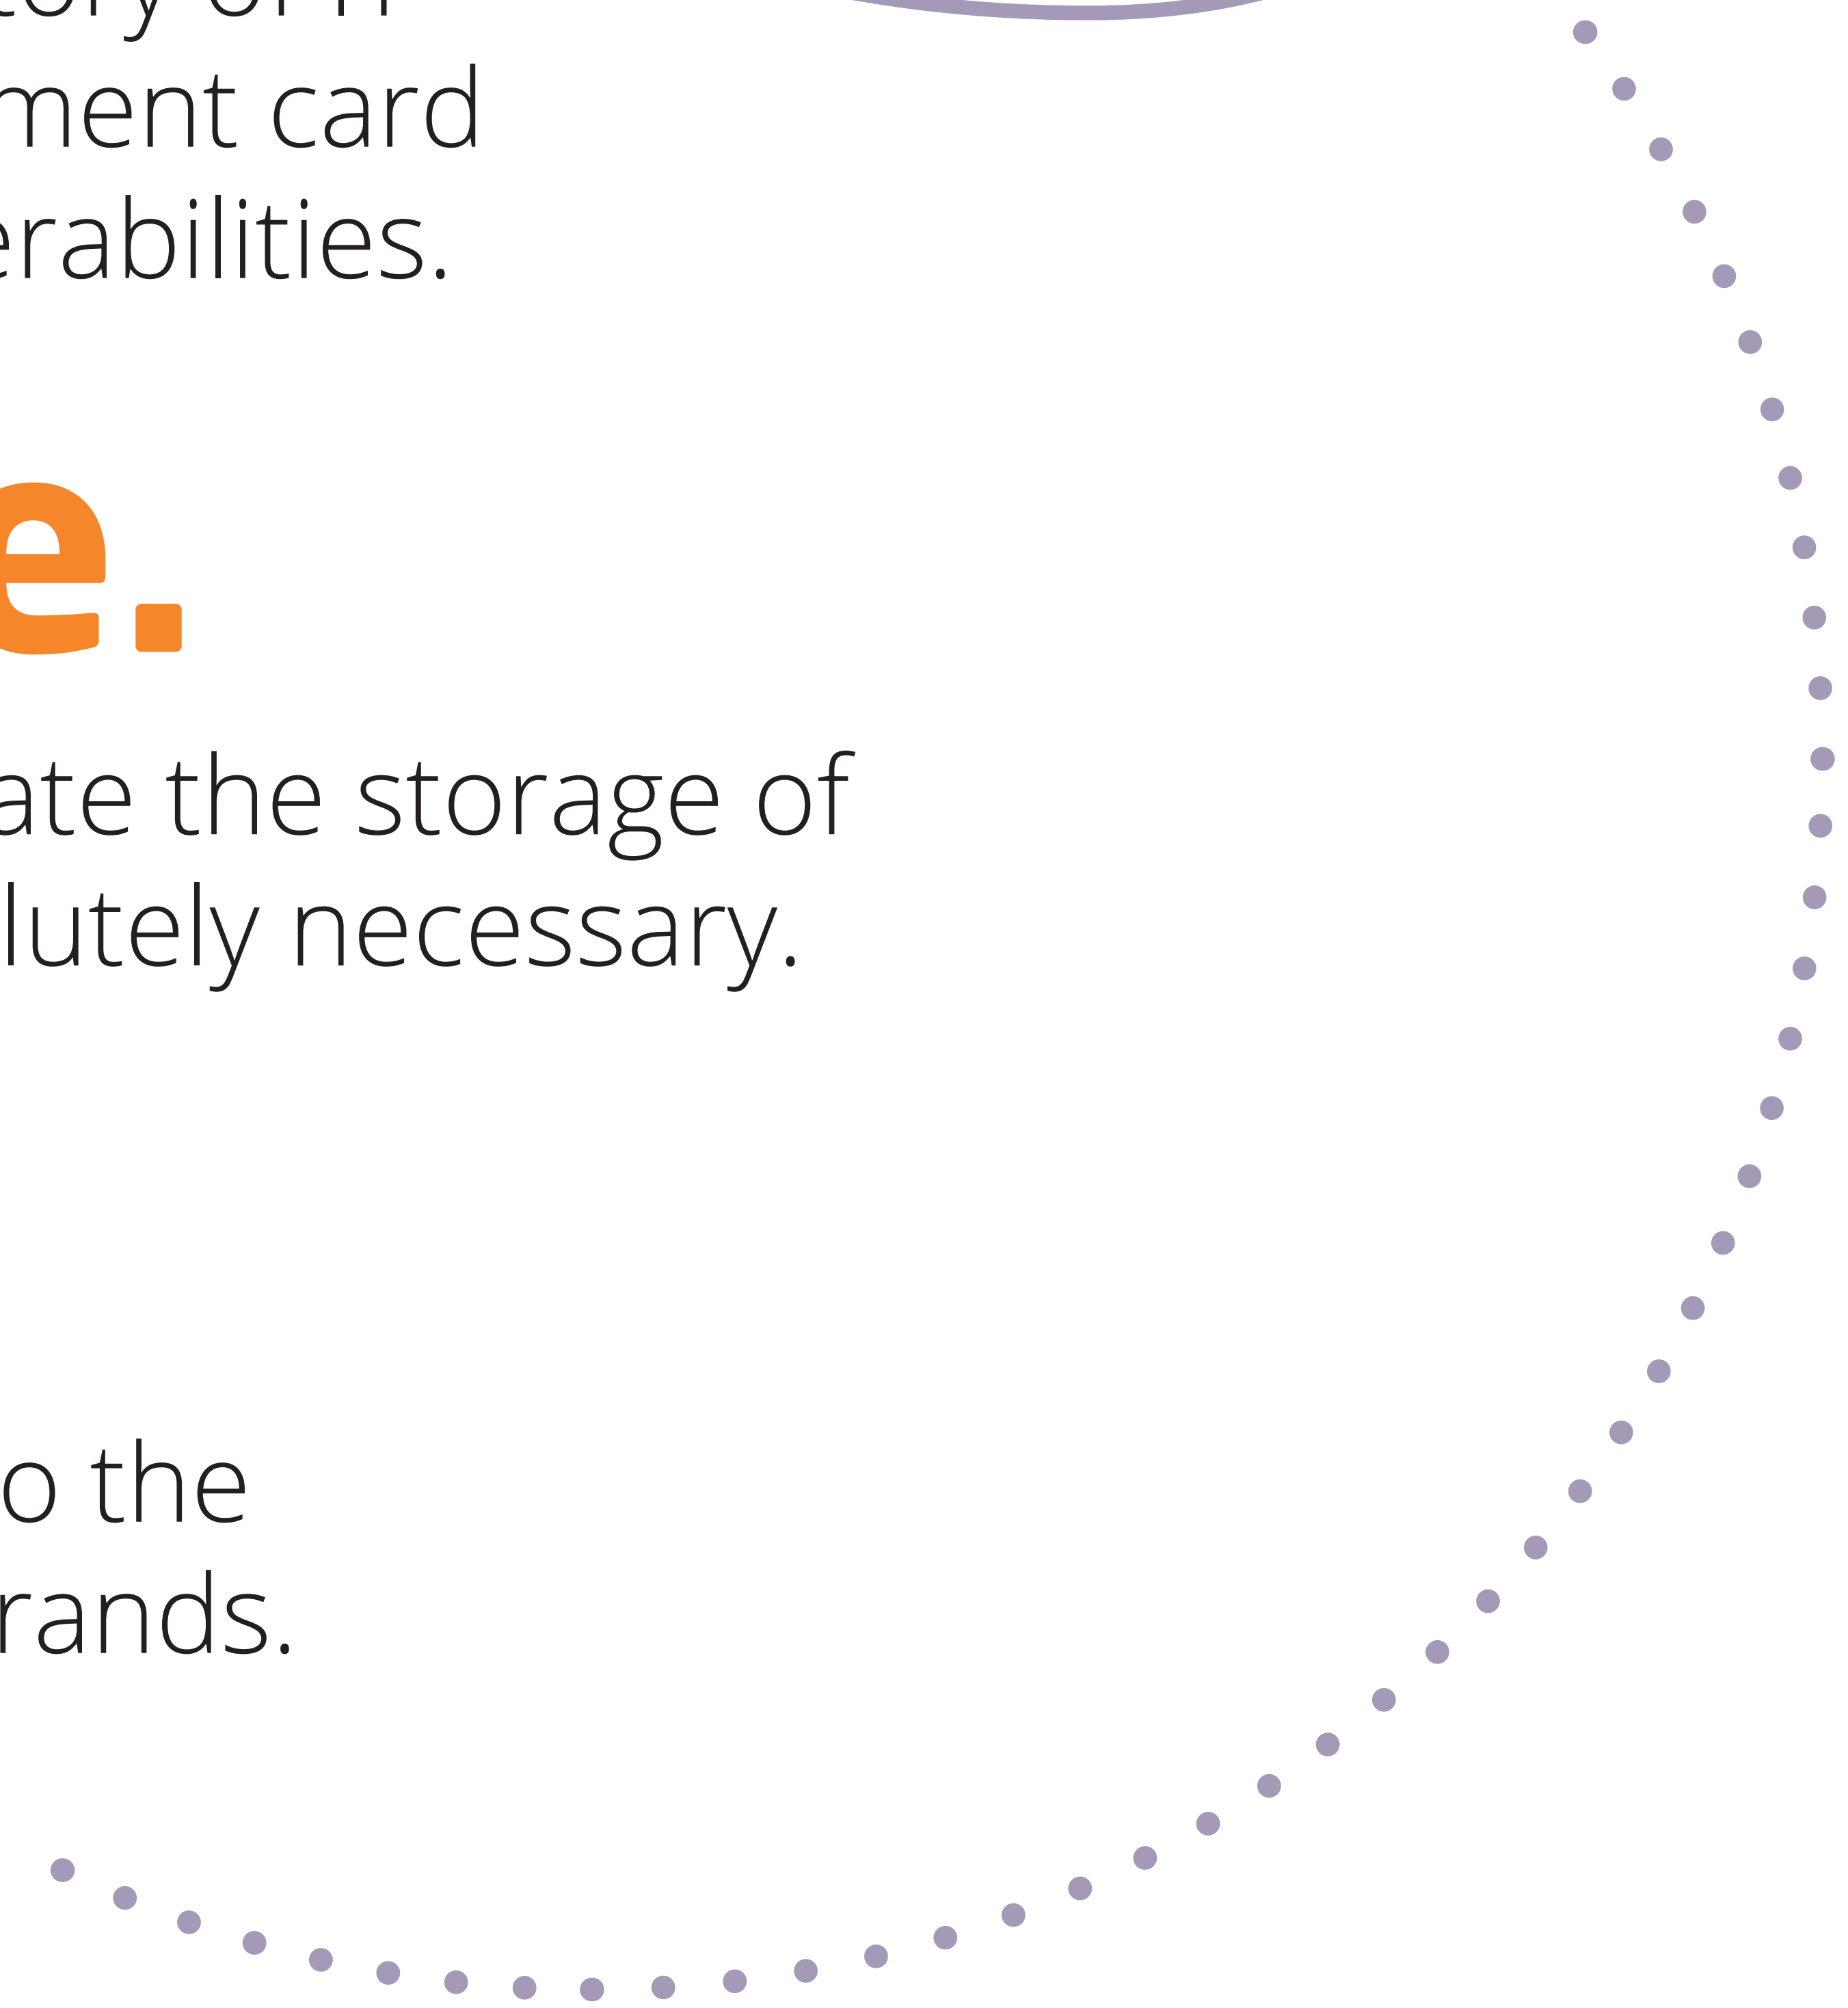 ment card
erabilities.
e.
ate the storage of
lutely necessary.
o the
rands.